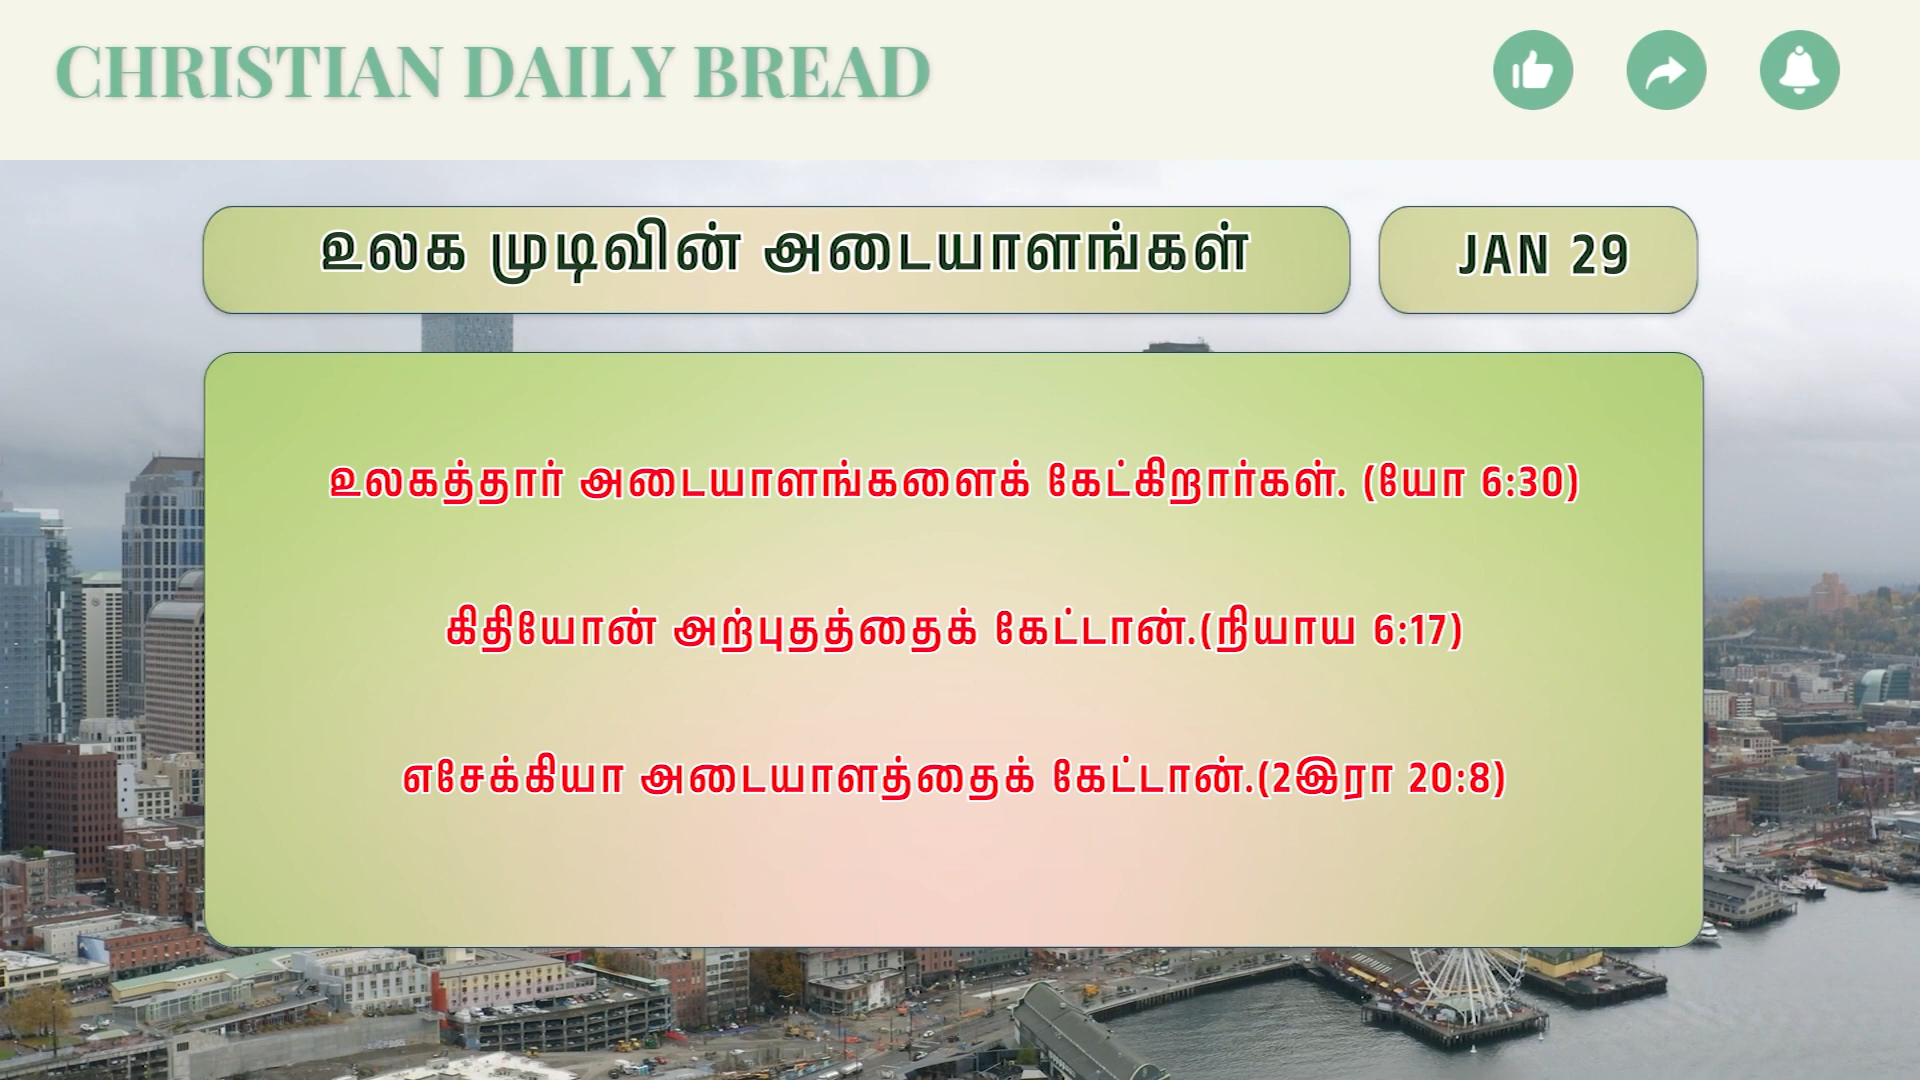 CHRISTIAN DAILY BREAD
உலக முடிவின் அடையாளங்கள்
JAN 29
உலகத்தார் அடையாளங்களைக் கேட்கிறார்கள். (யோ 6:30)
கிதியோன் அற்புதத்தைக் கேட்டான்.(நியாய 6:17)
எசேக்கியா அடையாளத்தைக் கேட்டான்.(2இரா 20:8)